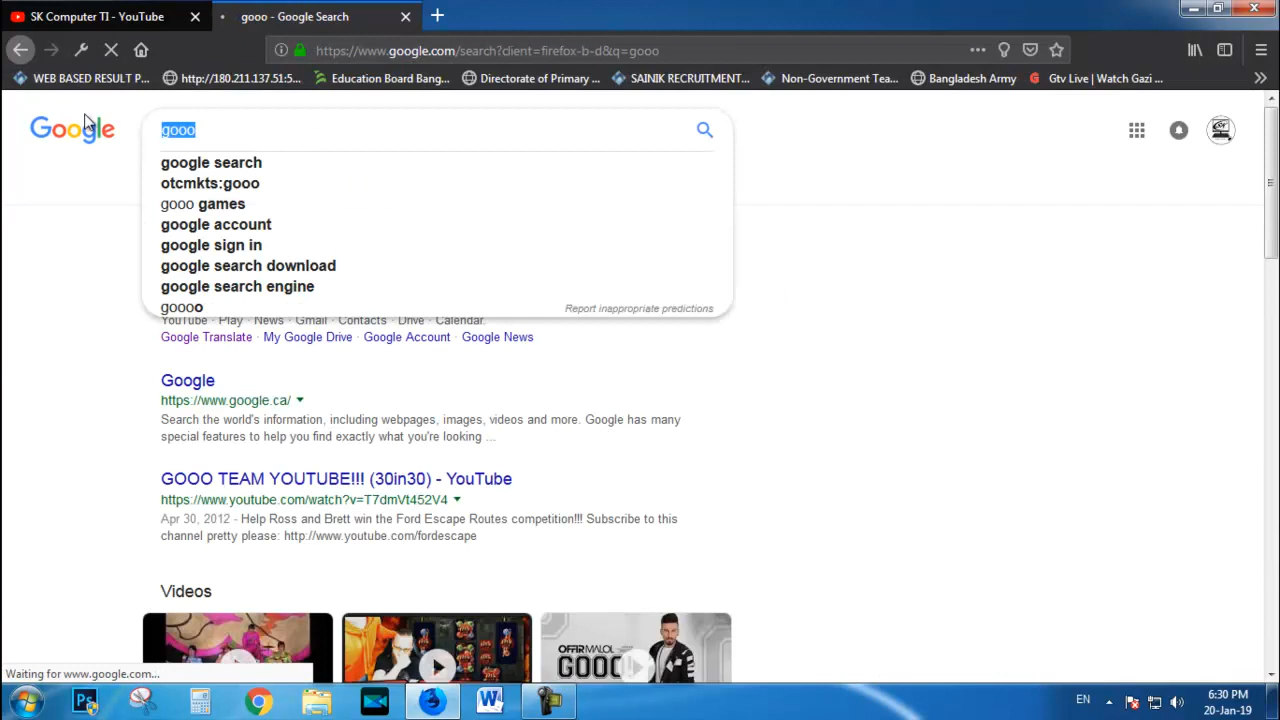 SK Computer TI - YouTube
gooo - Google Search
https://www.google.com/search?client=firefox-b-d&q=gooo
WEB BASED RESULT P...
http://180.211.137.51:5...
Education Board Bang...
Directorate of Primary ...
SAINIK RECRUITMENT...
Non-Government Tea...
Bangladesh Army
Gtv Live | Watch Gazi ...
Google
gooo
google search
otcmkts:gooo
gooo games
google account
google sign in
google search download
google search engine
goooo
Report inappropriate predictions
YouTube · Play · News · Gmail · Contacts · Drive · Calendar.
Google Translate · My Google Drive · Google Account · Google News
Google
https://www.google.ca/
Search the world's information, including webpages, images, videos and more. Google has many
special features to help you find exactly what you're looking ...
GOOO TEAM YOUTUBE!!! (30in30) - YouTube
https://www.youtube.com/watch?v=T7dmVt452V4
Apr 30, 2012 - Help Ross and Brett win the Ford Escape Routes competition!!! Subscribe to this
channel pretty please: http://www.youtube.com/fordescape
Videos
OFFIR MALOL
GOOO
Waiting for www.google.com...
Ps
W
EN
6:30 PM
20-Jan-19